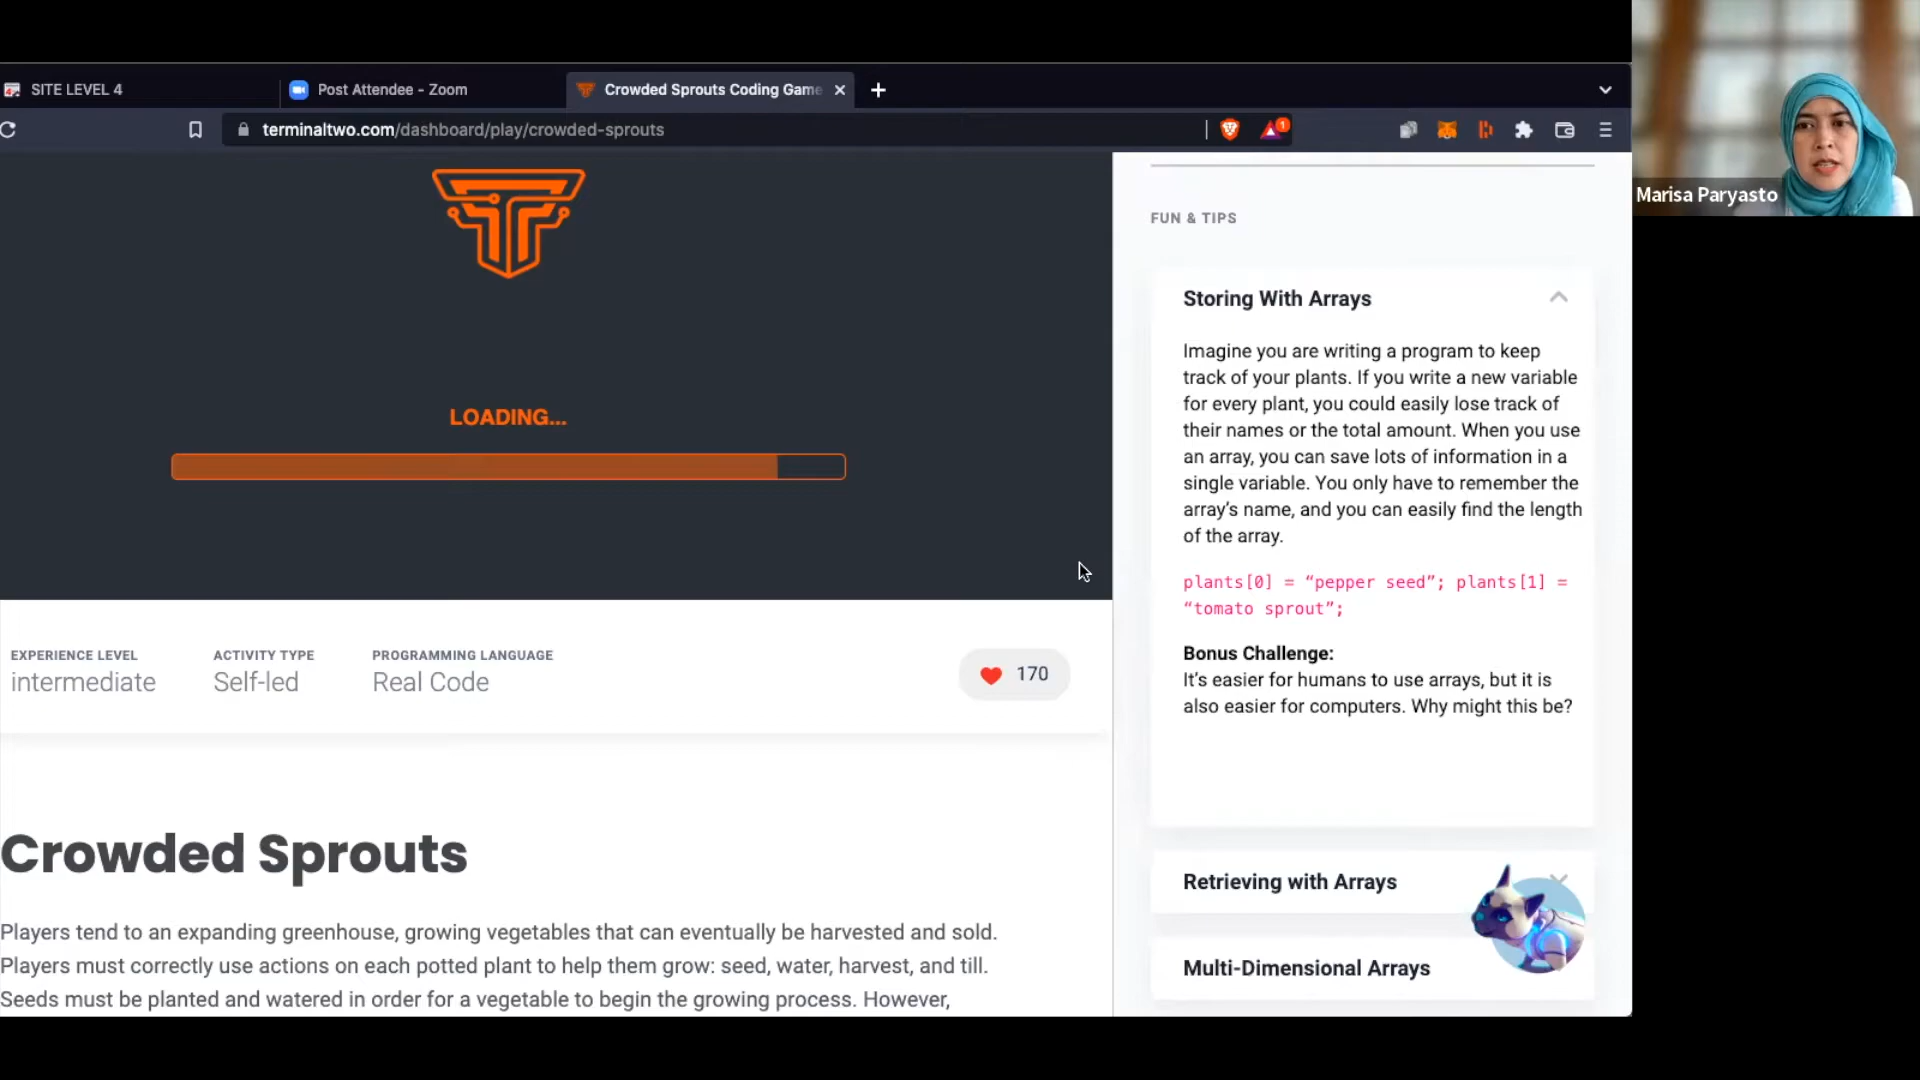 SITE LEVEL 4
Post Attendee - Zoom
Crowded Sprouts Coding Game
terminaltwo.com/dashboard/play/crowded-sprouts
1
Marisa Paryasto
LOADING...
EXPERIENCE LEVEL
intermediate
ACTIVITY TYPE
Self-led
PROGRAMMING LANGUAGE
Real Code
170
Crowded Sprouts
Players tend to an expanding greenhouse, growing vegetables that can eventually be harvested and sold.
Players must correctly use actions on each potted plant to help them grow: seed, water, harvest, and till.
Seeds must be planted and watered in order for a vegetable to begin the growing process. However,
FUN & TIPS
Storing With Arrays
Imagine you are writing a program to keep
track of your plants. If you write a new variable
for every plant, you could easily lose track of
their names or the total amount. When you use
an array, you can save lots of information in a
single variable. You only have to remember the
array's name, and you can easily find the length
of the array.
plants[0] = “pepper seed”; plants[1] =
“tomato sprout”;
Bonus Challenge:
It's easier for humans to use arrays, but it is
also easier for computers. Why might this be?
Retrieving with Arrays
Multi-Dimensional Arrays